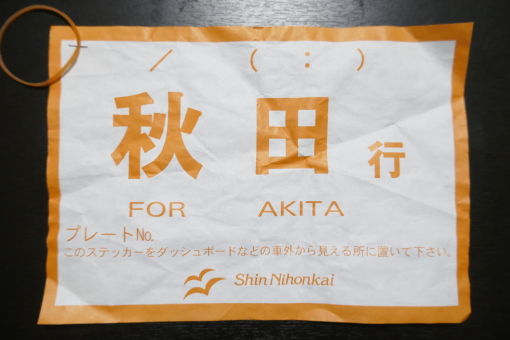 / ( : )
秋田行
FOR AKITA
プレートNo.
このステッカーをダッシュボードなどの車外から見える所に置いて下さい。
Shin Nihonkai